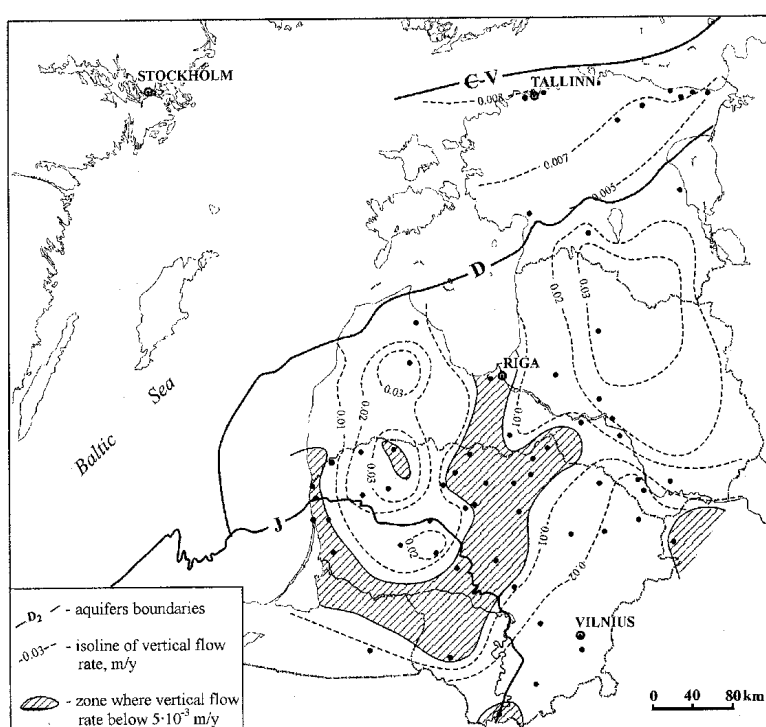 STOCKHOLM
C-V
TALLINN
0.008
0.007
0.005
D
0.02
0.03
RIGA
0.03
0.02
0.01
0.01
Baltic Sea
0.03
J
0.02
0.01
0.02
VILNIUS
D₂ - aquifers boundaries
0.03 - isoline of vertical flow
rate, m/y
- zone where vertical flow
rate below 5·10⁻³ m/y
0 40 80 km